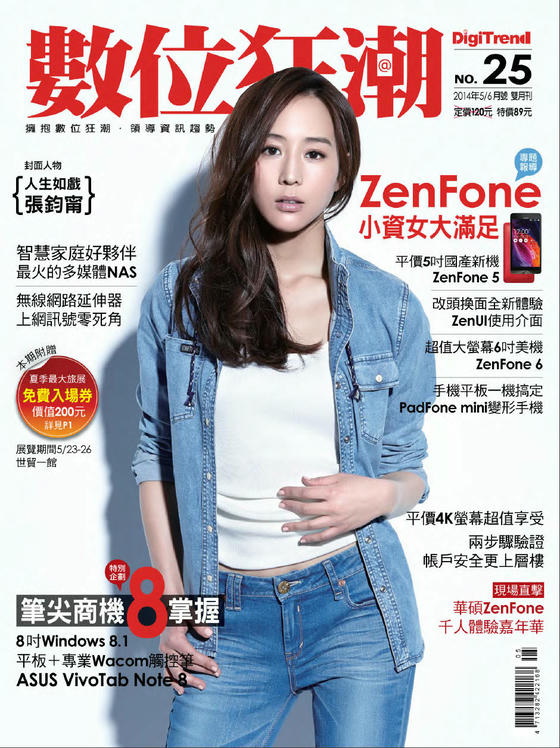 數位狂潮
@
DigiTrend
NO. 25
2014年5/6月號 雙月刊
定價120元 特價89元
擁抱數位狂潮．領導資訊趨勢
封面人物
{人生如戲
張鈞甯}
智慧家庭好夥伴
最火的多媒體NAS
無線網路延伸器
上網訊號零死角
本期附贈
夏季最大旅展
免費入場券
價值200元
詳見P1
展覽期間5/23-26
世貿一館
專題
報導
ZenFone
小資女大滿足
平價5吋國產新機
ZenFone 5
改頭換面全新體驗
ZenUI使用介面
超值大螢幕6吋美機
ZenFone 6
手機平板一機搞定
PadFone mini變形手機
平價4K螢幕超值享受
兩步驟驗證
帳戶安全更上層樓
現場直擊
華碩ZenFone
千人體驗嘉年華
特別
企劃
筆尖商機8掌握
8吋Windows 8.1
平板＋專業Wacom觸控筆
ASUS VivoTab Note 8
05
4 713282 422168